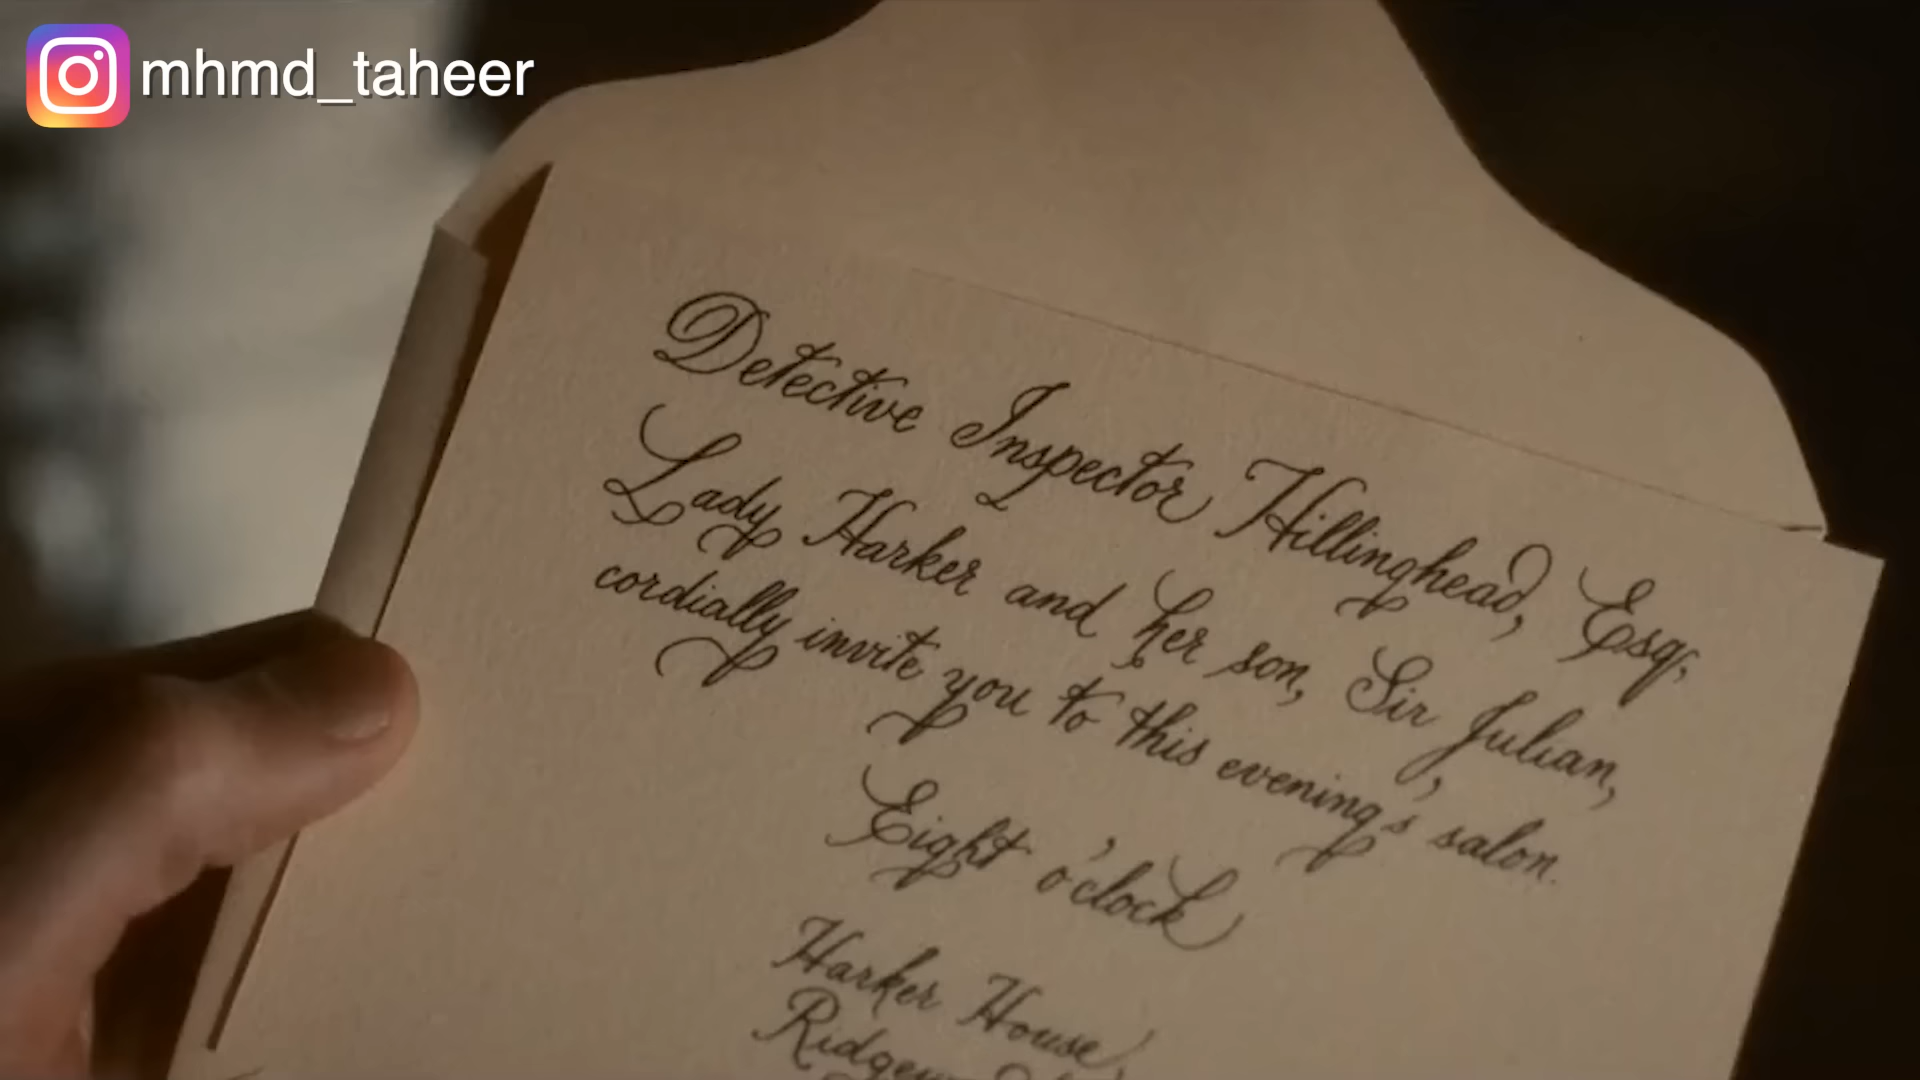 mhmd_taheer
Detective Inspector Hillinghead, Esq,
Lady Harker and her son, Sir Julian,
cordially invite you to this evening's salon.
Eight o'clock
Harker House,